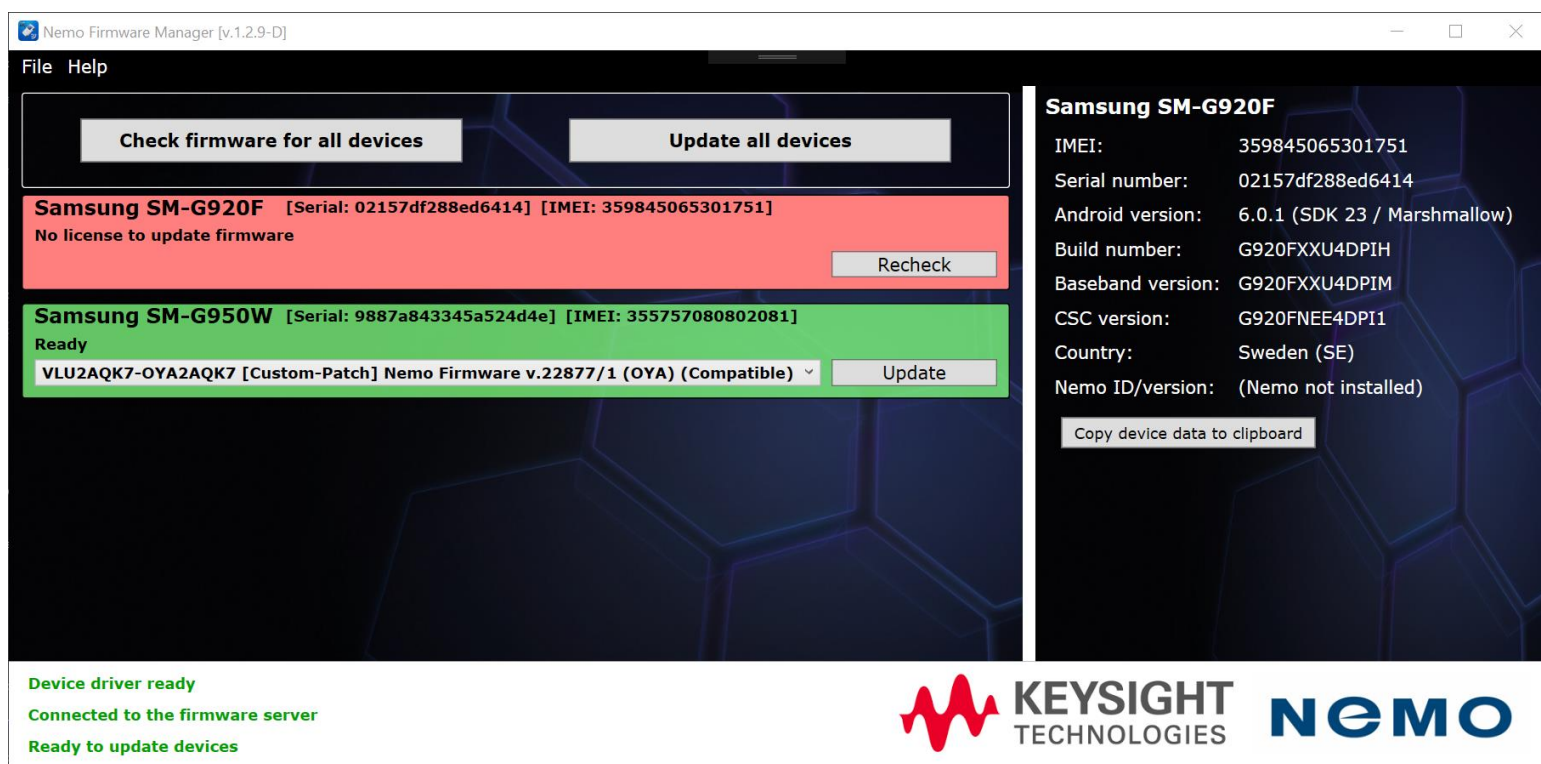 Nemo Firmware Manager [v.1.2.9-D]
File Help
Check firmware for all devices
Update all devices
Samsung SM-G920F [Serial: 02157df288ed6414] [IMEI: 359845065301751]
No license to update firmware
Recheck
Samsung SM-G950W [Serial: 9887a843345a524d4e] [IMEI: 355757080802081]
Ready
VLU2AQK7-OYA2AQK7 [Custom-Patch] Nemo Firmware v.22877/1 (OYA) (Compatible)
Update
Samsung SM-G920F
IMEI: 359845065301751
Serial number: 02157df288ed6414
Android version: 6.0.1 (SDK 23 / Marshmallow)
Build number: G920FXXU4DPIH
Baseband version: G920FXXU4DPIM
CSC version: G920FNEE4DPI1
Country: Sweden (SE)
Nemo ID/version: (Nemo not installed)
Copy device data to clipboard
Device driver ready
Connected to the firmware server
Ready to update devices
KEYSIGHT
TECHNOLOGIES
NEMO